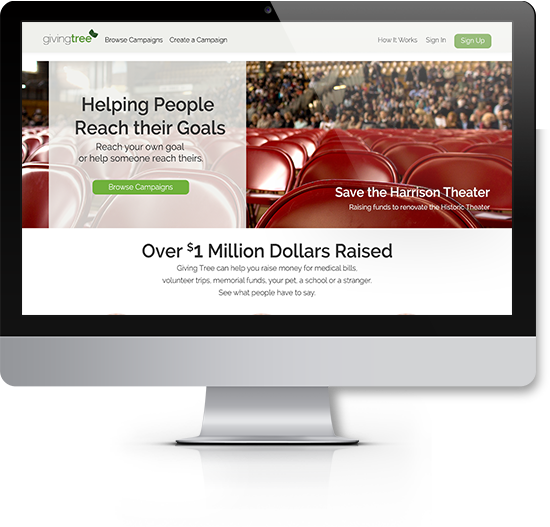 givingtree Browse Campaigns Create a Campaign How It Works Sign In Sign Up
Helping People
Reach their Goals
Reach your own goal
or help someone reach theirs.
Browse Campaigns
Save the Harrison Theater
Raising funds to renovate the Historic Theater
Over $1 Million Dollars Raised
Giving Tree can help you raise money for medical bills,
volunteer trips, memorial funds, your pet, a school or a stranger.
See what people have to say.